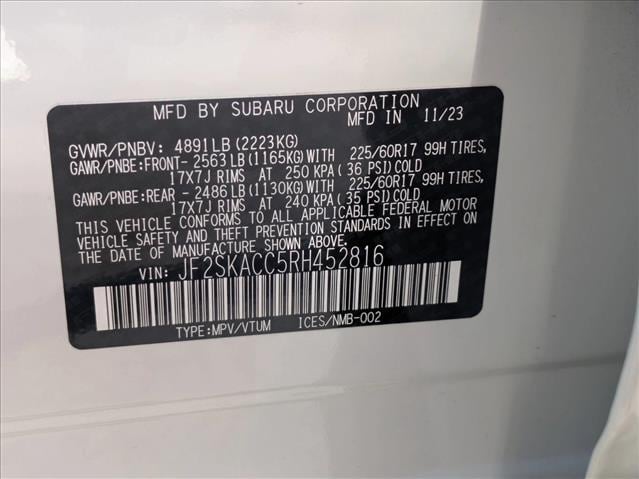 MFD BY SUBARU CORPORATION
MFD IN 11/23
GVWR/PNBV: 4891LB(2223KG)
GAWR/PNBE:FRONT- 2563LB(1165KG)WITH 225/60R17 99H TIRES,
17X7J RIMS AT 250 KPA(36 PSI)COLD
GAWR/PNBE:REAR - 2486LB(1130KG)WITH 225/60R17 99H TIRES,
17X7J RIMS AT 240 KPA(35 PSI)COLD
THIS VEHICLE CONFORMS TO ALL APPLICABLE FEDERAL MOTOR
VEHICLE SAFETY AND THEFT PREVENTION STANDARDS IN EFFECT ON
THE DATE OF MANUFACTURE SHOWN ABOVE.
VIN: JF2SKACC5RH452816
TYPE:MPV/VTUM ICES/NMB-002